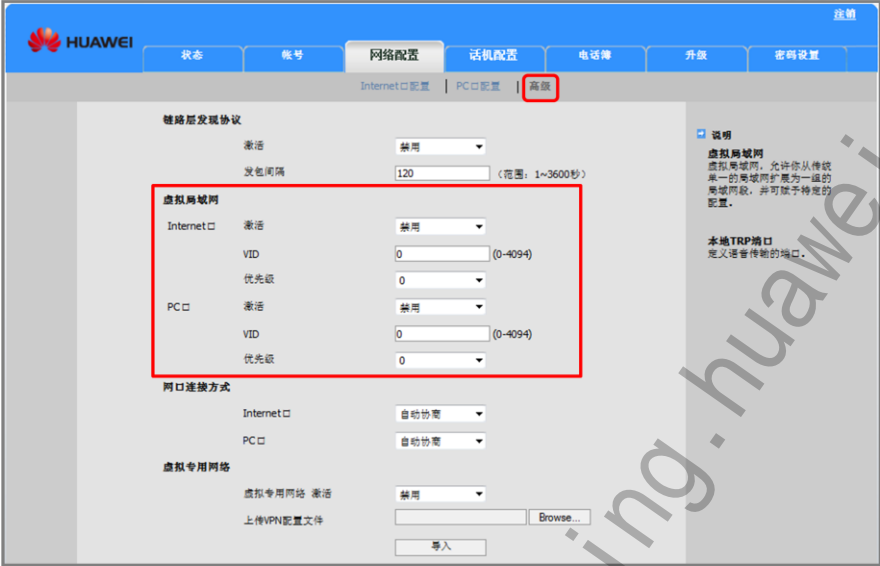 注销
HUAWEI
状态 帐号 网络配置 话机配置 电话簿 升级 密码设置
Internet口配置 | PC口配置 | 高级
链路层发现协议
激活 禁用
发包间隔 120 (范围: 1~3600秒)
虚拟局域网
Internet口 激活 禁用
VID 0 (0-4094)
优先级 0
PC口 激活 禁用
VID 0 (0-4094)
优先级 0
网口连接方式
Internet口 自动协商
PC口 自动协商
虚拟专用网络
虚拟专用网络 激活 禁用
上传VPN配置文件 Browse...
导入
说明
虚拟局域网
虚拟局域网，允许你从传统
单一的局域网扩展为一组的
局域网段，并可赋予特定的
配置。
本地TRP端口
定义语音传输的端口。
ing.huawei